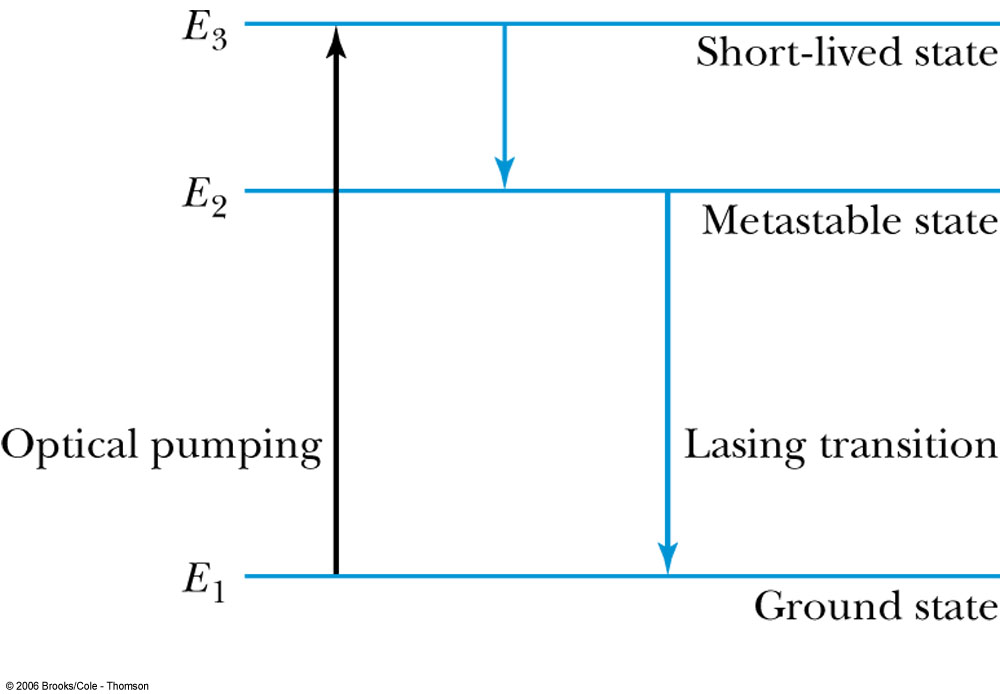 E3
Short-lived state
E2
Metastable state
Optical pumping
Lasing transition
E1
Ground state
© 2006 Brooks/Cole - Thomson